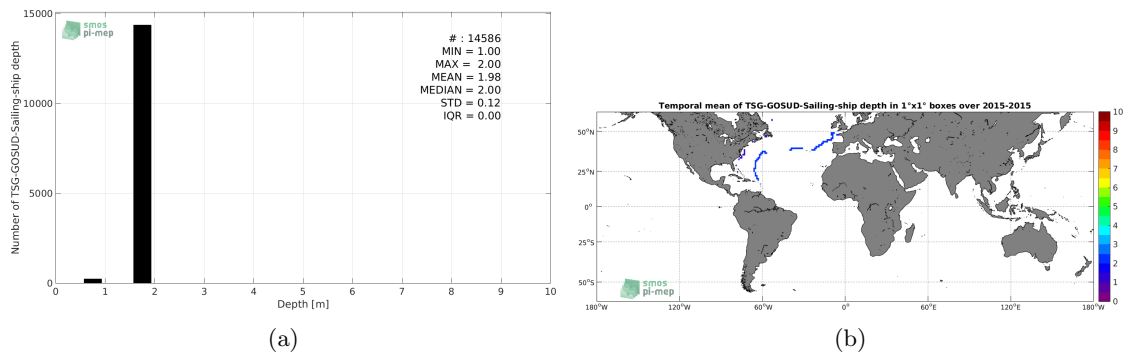 smos
pi-mep
15000
10000
5000
0
Number of TSG-GOSUD-Sailing-ship depth
# : 14586
MIN = 1.00
MAX = 2.00
MEAN = 1.98
MEDIAN = 2.00
STD = 0.12
IQR = 0.00
0 1 2 3 4 5 6 7 8 9 10
Depth [m]
(a)
Temporal mean of TSG-GOSUD-Sailing-ship depth in 1°x1° boxes over 2015-2015
50°N
25°N
0°
25°S
50°S
180°W 120°W 60°W 0° 60°E 120°E 180°E
10
9
8
7
6
5
4
3
2
1
0
smos
pi-mep
(b)